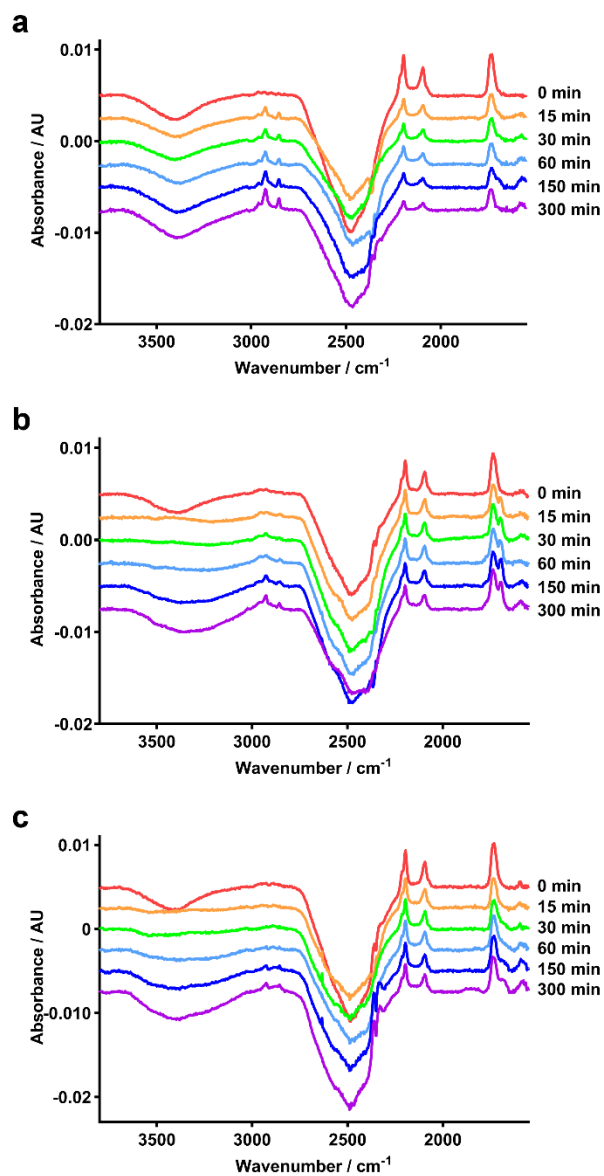 a
0.01
0.00
-0.01
-0.02
Absorbance / AU
0 min
15 min
30 min
60 min
150 min
300 min
3500
3000
2500
2000
Wavenumber / cm⁻¹
b
0.01
0.00
-0.01
-0.02
Absorbance / AU
0 min
15 min
30 min
60 min
150 min
300 min
3500
3000
2500
2000
Wavenumber / cm⁻¹
c
0.01
0
-0.010
-0.02
Absorbance / AU
0 min
15 min
30 min
60 min
150 min
300 min
3500
3000
2500
2000
Wavenumber / cm⁻¹